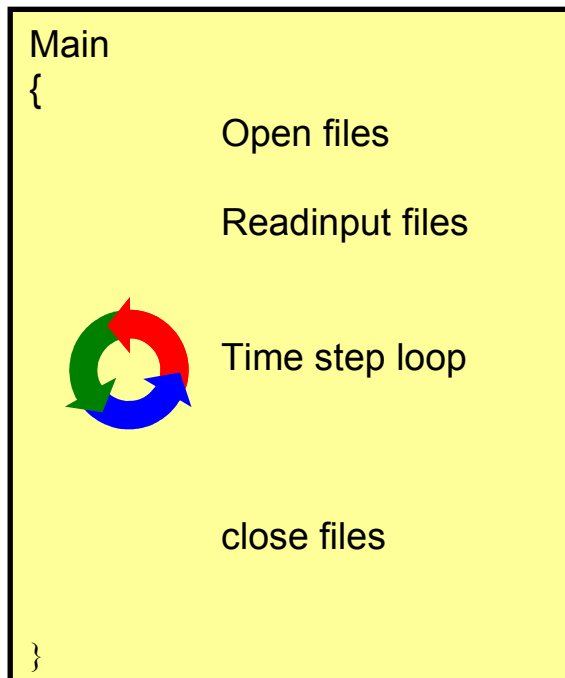 Main
{
Open files
Readinput files
Time step loop
close files
}